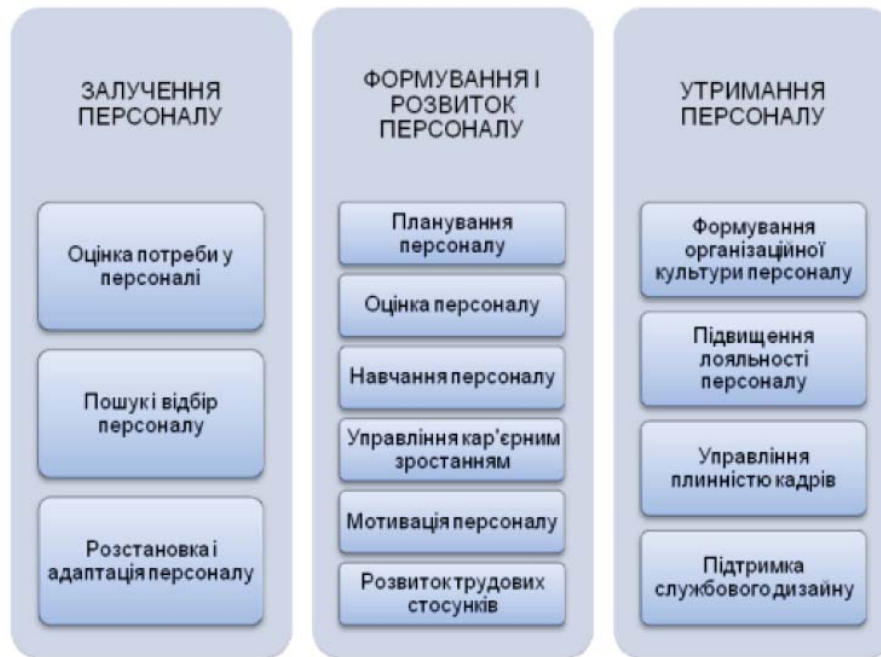 ЗАЛУЧЕННЯ
ПЕРСОНАЛУ
Оцінка потреби у
персоналі
Пошук і відбір
персоналу
Розстановка і
адаптація персоналу
ФОРМУВАННЯ І
РОЗВИТОК
ПЕРСОНАЛУ
Планування
персоналу
Оцінка персоналу
Навчання персоналу
Управління кар'єрним
зростанням
Мотивація персоналу
Розвиток трудових
стосунків
УТРИМАННЯ
ПЕРСОНАЛУ
Формування
організаційної
культури персоналу
Підвищення
лояльності
персоналу
Управління
плинністю кадрів
Підтримка
службового дизайну